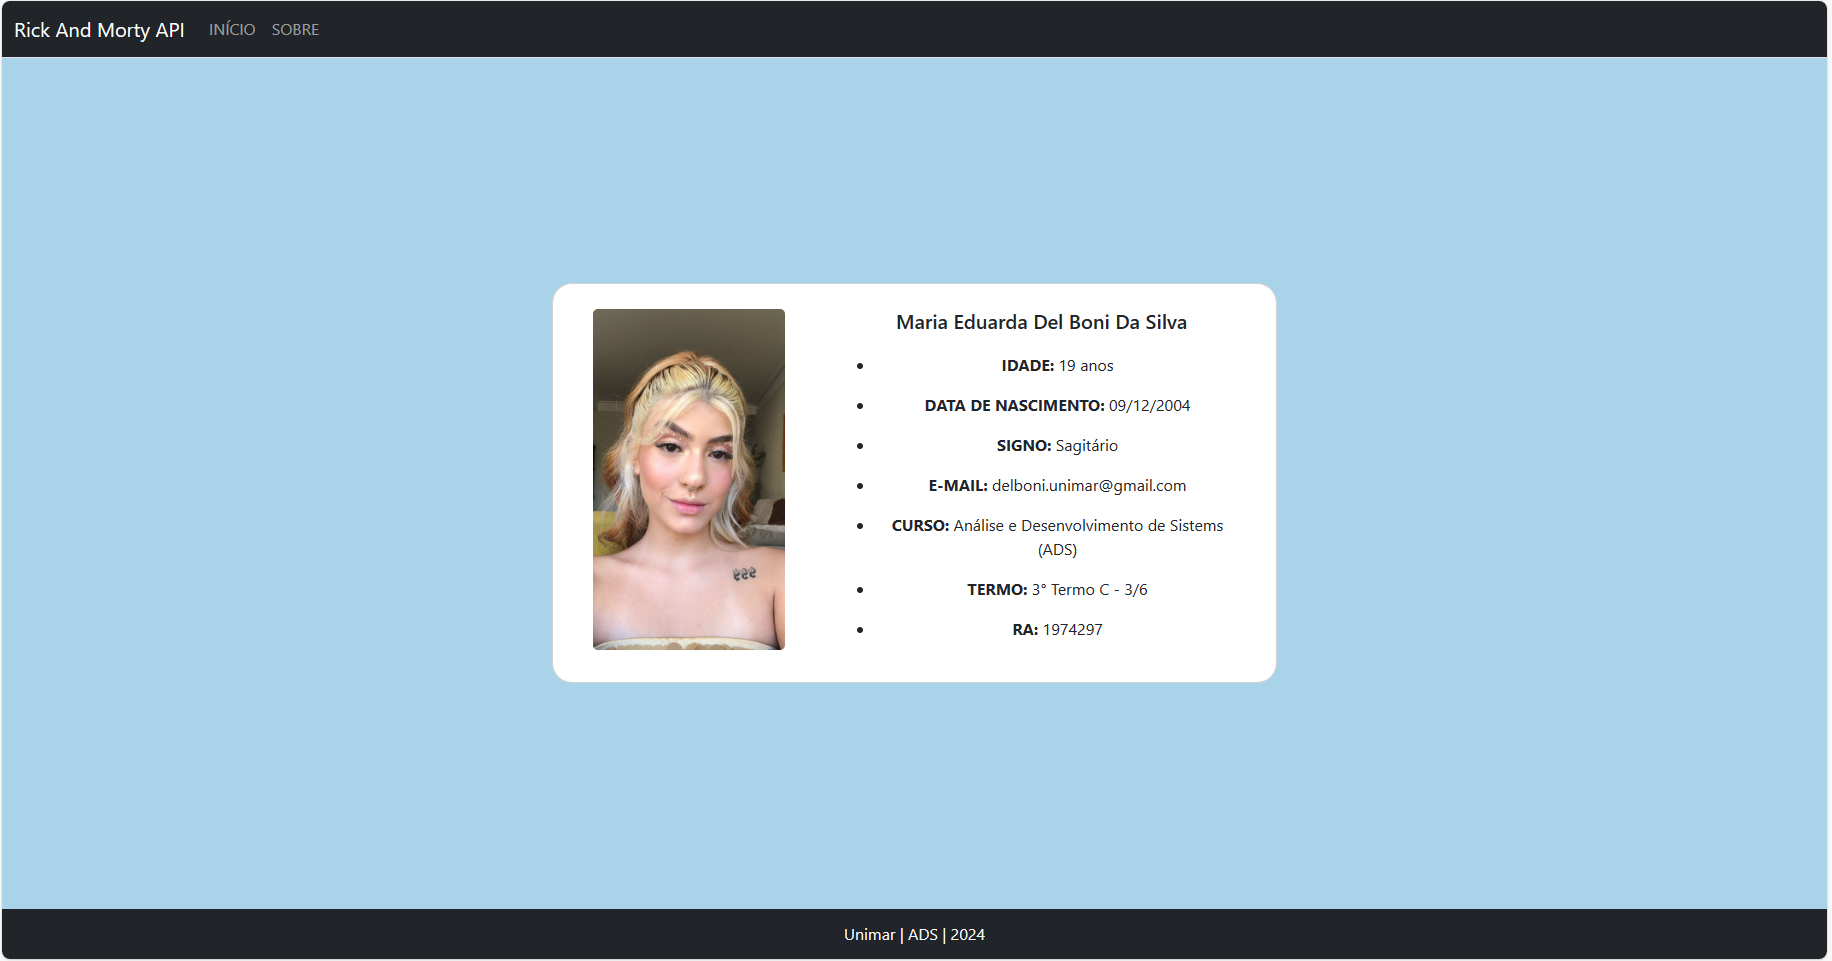 Rick And Morty API INÍCIO SOBRE
Maria Eduarda Del Boni Da Silva
IDADE: 19 anos
DATA DE NASCIMENTO: 09/12/2004
SIGNO: Sagitário
E-MAIL: delboni.unimar@gmail.com
CURSO: Análise e Desenvolvimento de Sistems
(ADS)
TERMO: 3° Termo C - 3/6
RA: 1974297
Unimar | ADS | 2024